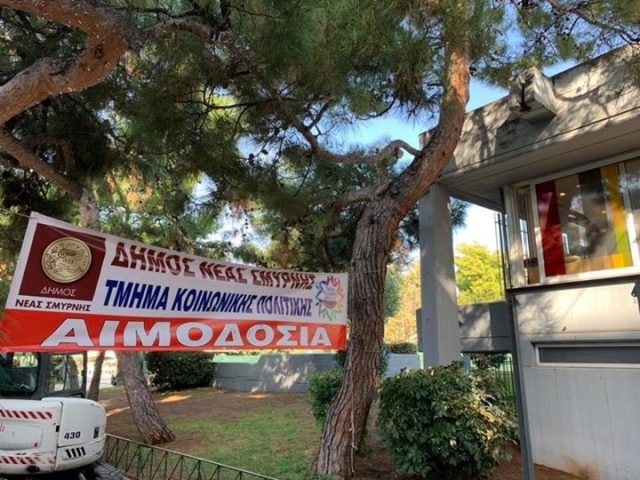 ΔΗΜΟΣ ΝΕΑΣ ΣΜΥΡΝΗΣ
ΤΜΗΜΑ ΚΟΙΝΩΝΙΚΗΣ ΠΟΛΙΤΙΚΗΣ
ΑΙΜΟΔΟΣΙΑ
ΔΗΜΟΣ
ΝΕΑΣ ΣΜΥΡΝΗΣ
430